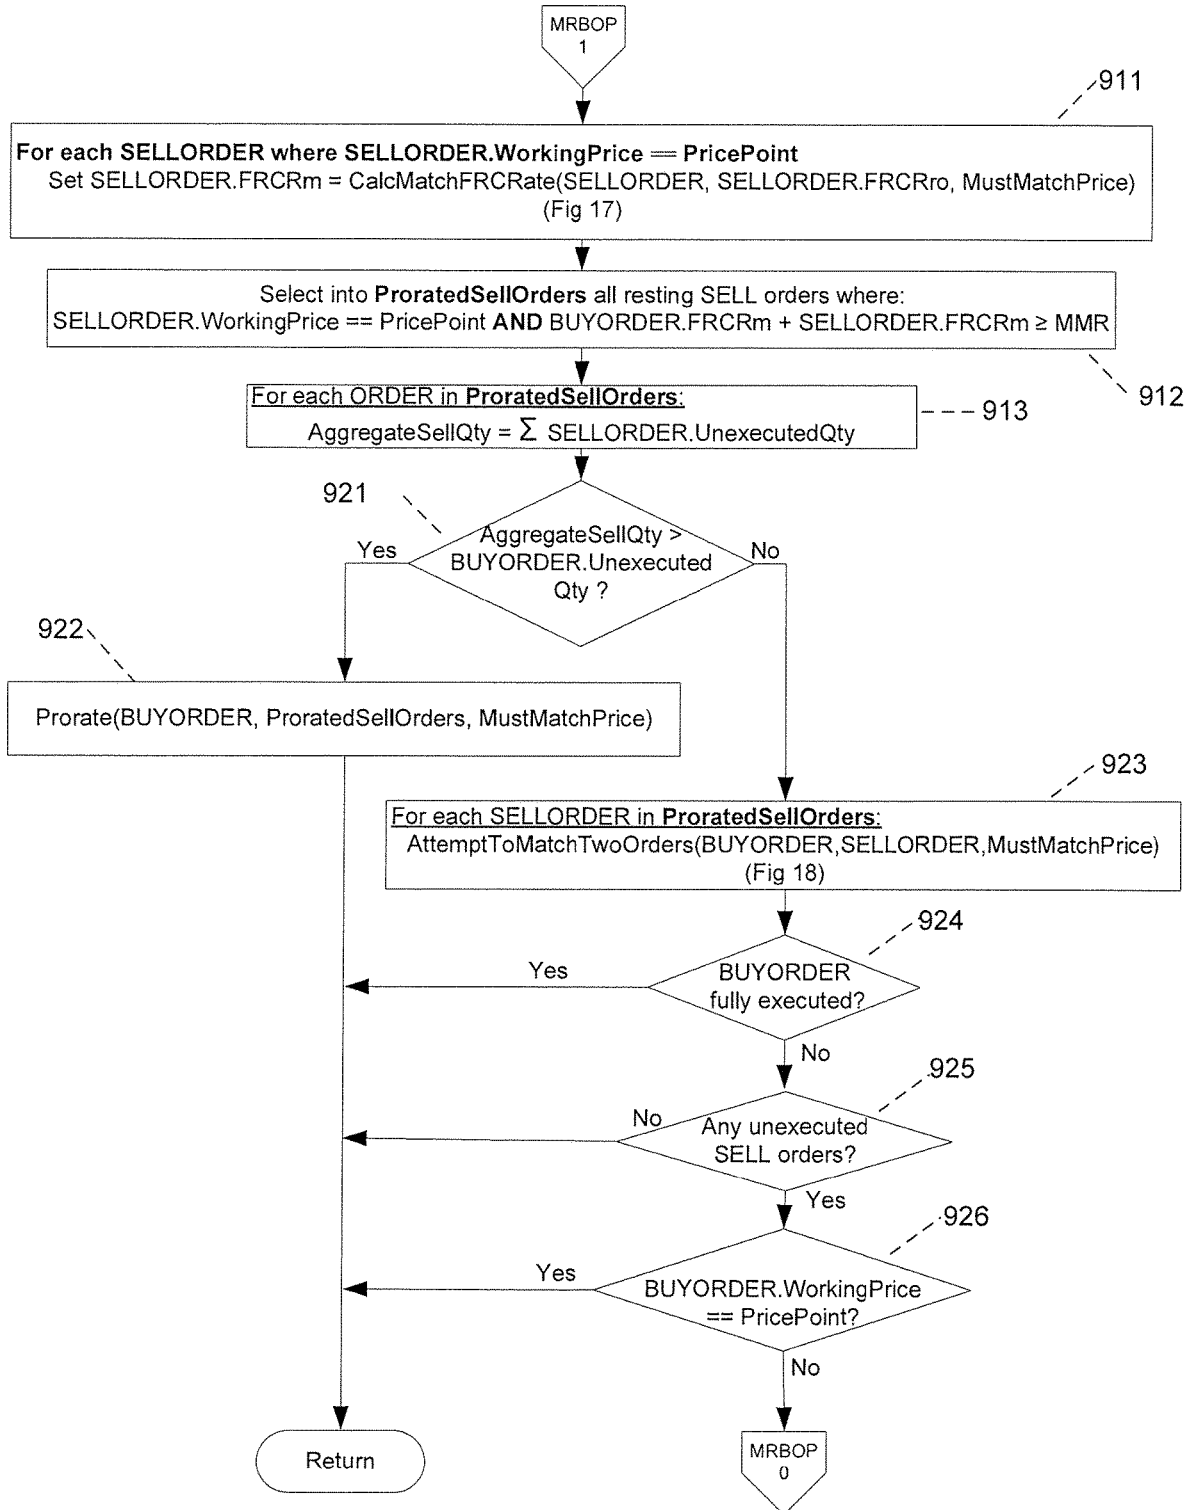 MRBOP
1
911
For each SELLORDER where SELLORDER.WorkingPrice == PricePoint
Set SELLORDER.FRCRm = CalcMatchFRCRate(SELLORDER, SELLORDER.FRCRro, MustMatchPrice)
(Fig 17)
Select into ProratedSellOrders all resting SELL orders where:
SELLORDER.WorkingPrice == PricePoint AND BUYORDER.FRCRm + SELLORDER.FRCRm ≥ MMR
912
For each ORDER in ProratedSellOrders:
AggregateSellQty = Σ SELLORDER.UnexecutedQty
913
921
AggregateSellQty >
BUYORDER.Unexecuted
Qty ?
Yes
No
922
Prorate(BUYORDER, ProratedSellOrders, MustMatchPrice)
923
For each SELLORDER in ProratedSellOrders:
AttemptToMatchTwoOrders(BUYORDER,SELLORDER,MustMatchPrice)
(Fig 18)
924
BUYORDER
fully executed?
Yes
No
925
Any unexecuted
SELL orders?
No
Yes
926
BUYORDER.WorkingPrice
== PricePoint?
Yes
No
Return
MRBOP
0